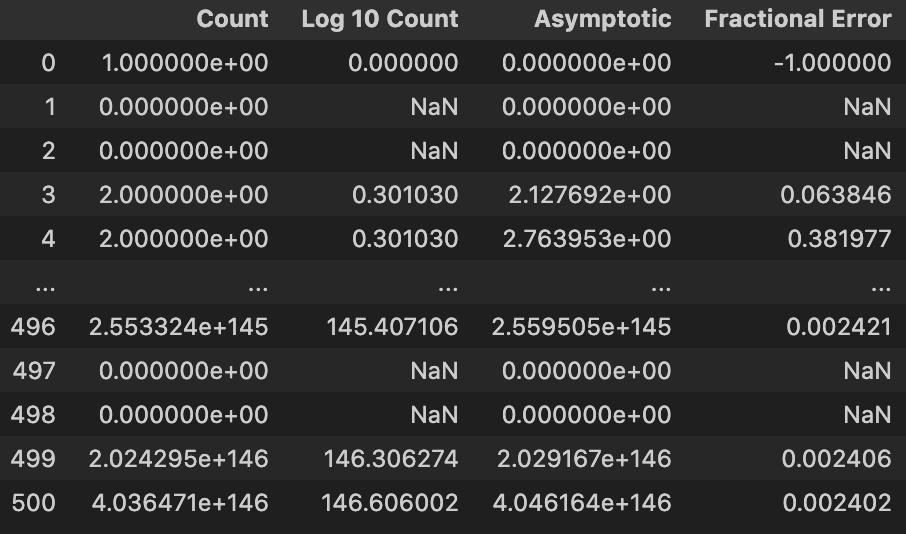 Count Log 10 Count Asymptotic Fractional Error
0 1.000000e+00 0.000000 0.000000e+00 -1.000000
1 0.000000e+00 NaN 0.000000e+00 NaN
2 0.000000e+00 NaN 0.000000e+00 NaN
3 2.000000e+00 0.301030 2.127692e+00 0.063846
4 2.000000e+00 0.301030 2.763953e+00 0.381977
... ... ... ... ...
496 2.553324e+145 145.407106 2.559505e+145 0.002421
497 0.000000e+00 NaN 0.000000e+00 NaN
498 0.000000e+00 NaN 0.000000e+00 NaN
499 2.024295e+146 146.306274 2.029167e+146 0.002406
500 4.036471e+146 146.606002 4.046164e+146 0.002402